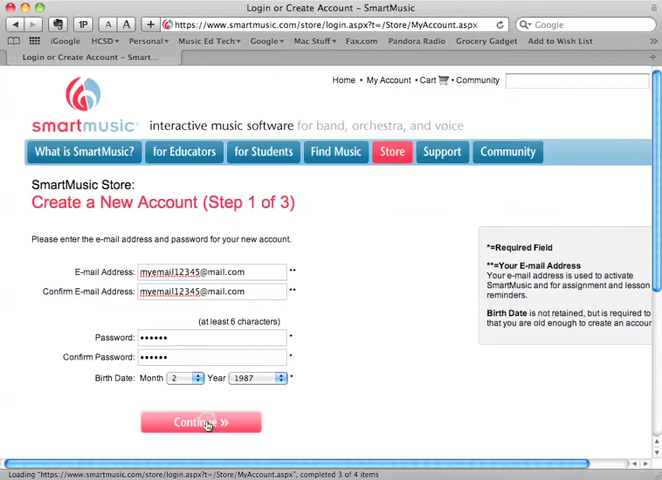 Login or Create Account - SmartMusic
1P
A
A
https://www.smartmusic.com/store/login.aspx?t=/Store/MyAccount.aspx
Google
iGoogle HCSD Personal Music Ed Tech Google Mac Stuff Fax.com Pandora Radio Grocery Getaway Add to Wish List
Login or Create Account - Smart...
Home • My Account • Cart • Community
smartmusic interactive music software for band, orchestra, and voice
What is SmartMusic? for Educators for Students Find Music Store Support Community
SmartMusic Store:
Create a New Account (Step 1 of 3)
Please enter the e-mail address and password for your new account.
E-mail Address: myemail12345@mail.com **
Confirm E-mail Address: myemail12345@mail.com
(at least 6 characters)
Password: •••••• *
Confirm Password: •••••• *
Birth Date: Month 2 Year 1987 *
Continue »
*=Required Field
**=Your E-mail Address
Your e-mail address is used to activate
SmartMusic and for assignment and lesson
reminders.
Birth Date is not retained, but is required to
that you are old enough to create an accour
Loading "https://www.smartmusic.com/store/login.aspx?t=/Store/MyAccount.aspx", completed 3 of 4 items